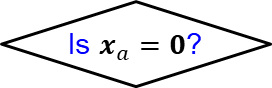 Is 𝒙ₐ = 𝟎?